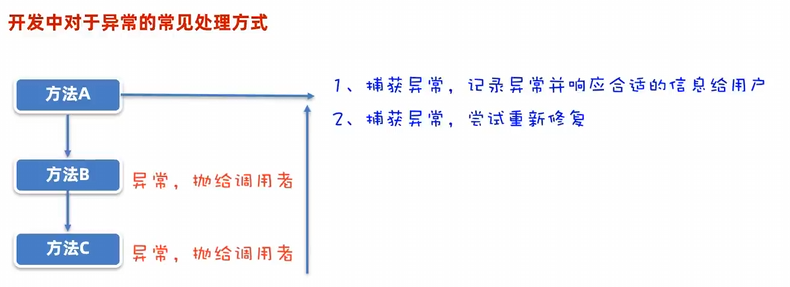 开发中对于异常的常见处理方式
方法A
1、捕获异常，记录异常并响应合适的信息给用户
2、捕获异常，尝试重新修复
方法B
异常，抛给调用者
方法C
异常，抛给调用者